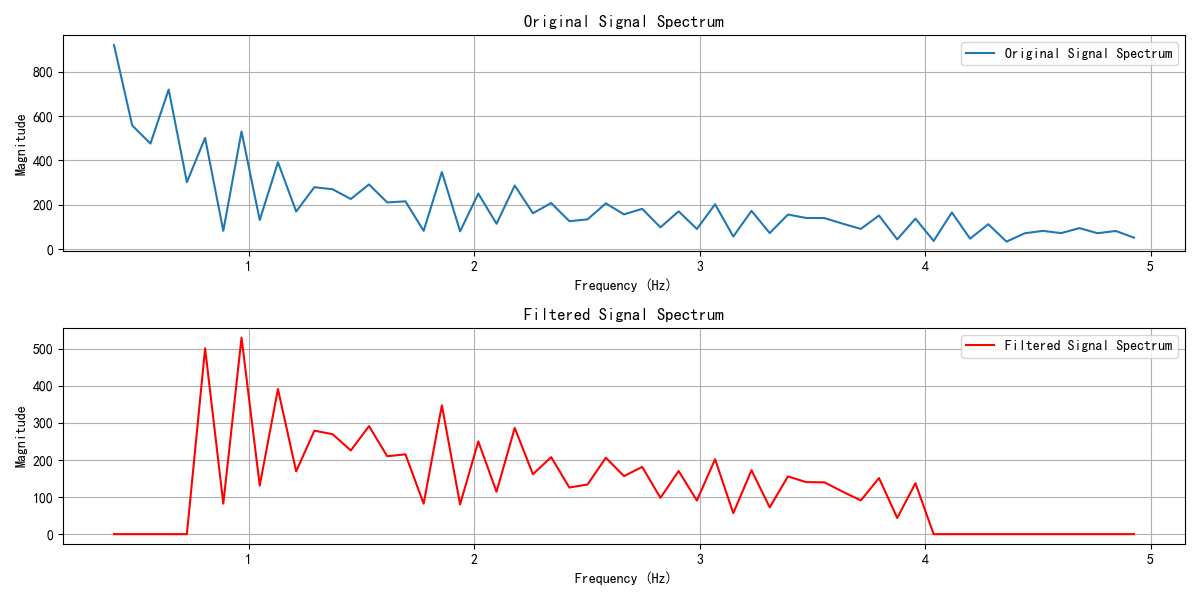 Original Signal Spectrum
Original Signal Spectrum
Magnitude
800
600
400
200
0
1 2 3 4 5
Frequency (Hz)
Filtered Signal Spectrum
Filtered Signal Spectrum
Magnitude
500
400
300
200
100
0
1 2 3 4 5
Frequency (Hz)